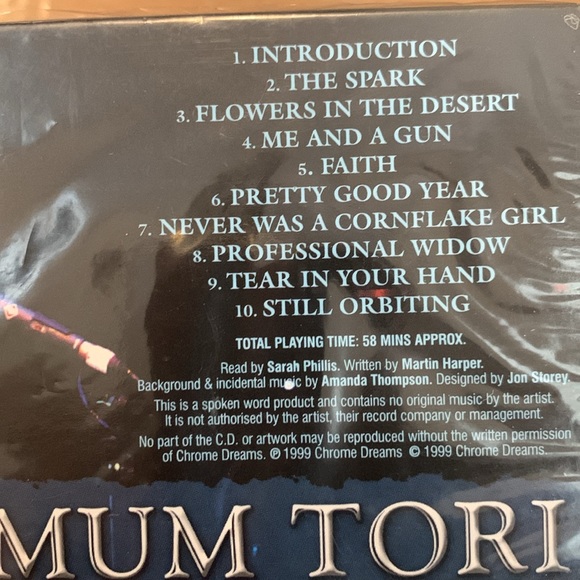 1. INTRODUCTION
2. THE SPARK
3. FLOWERS IN THE DESERT
4. ME AND A GUN
5. FAITH
6. PRETTY GOOD YEAR
7. NEVER WAS A CORNFLAKE GIRL
8. PROFESSIONAL WIDOW
9. TEAR IN YOUR HAND
10. STILL ORBITING
TOTAL PLAYING TIME: 58 MINS APPROX.
Read by Sarah Phillis. Written by Martin Harper.
Background & incidental music by Amanda Thompson. Designed by Jon Storey.
This is a spoken word product and contains no original music by the artist.
It is not authorised by the artist, their record company or management.
No part of the C.D. or artwork may be reproduced without the written permission
of Chrome Dreams. ℗ 1999 Chrome Dreams © 1999 Chrome Dreams.
MUM TORI